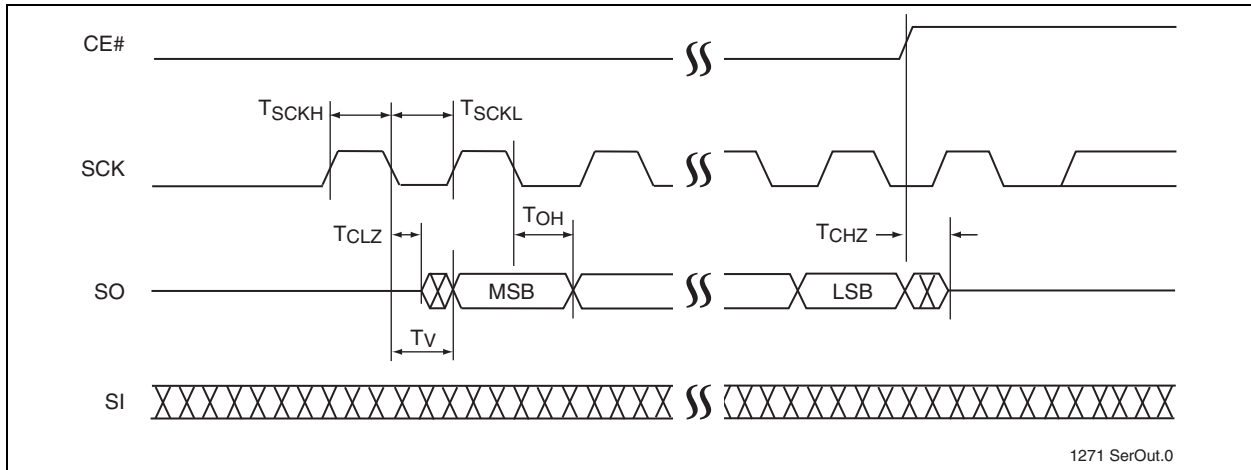 CE#
TSCKH
TSCKL
SCK
TOH
TCLZ
TCHZ
SO
MSB
LSB
TV
SI
1271 SerOut.0